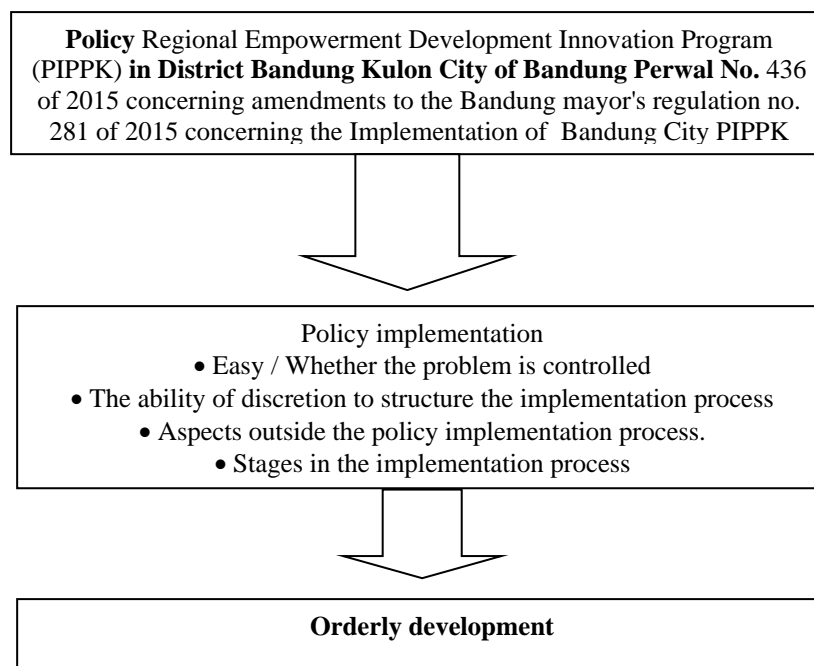 Policy Regional Empowerment Development Innovation Program
(PIPPK) in District Bandung Kulon City of Bandung Perwal No. 436
of 2015 concerning amendments to the Bandung mayor's regulation no.
281 of 2015 concerning the Implementation of Bandung City PIPPK
Policy implementation
• Easy / Whether the problem is controlled
• The ability of discretion to structure the implementation process
• Aspects outside the policy implementation process.
• Stages in the implementation process
Orderly development